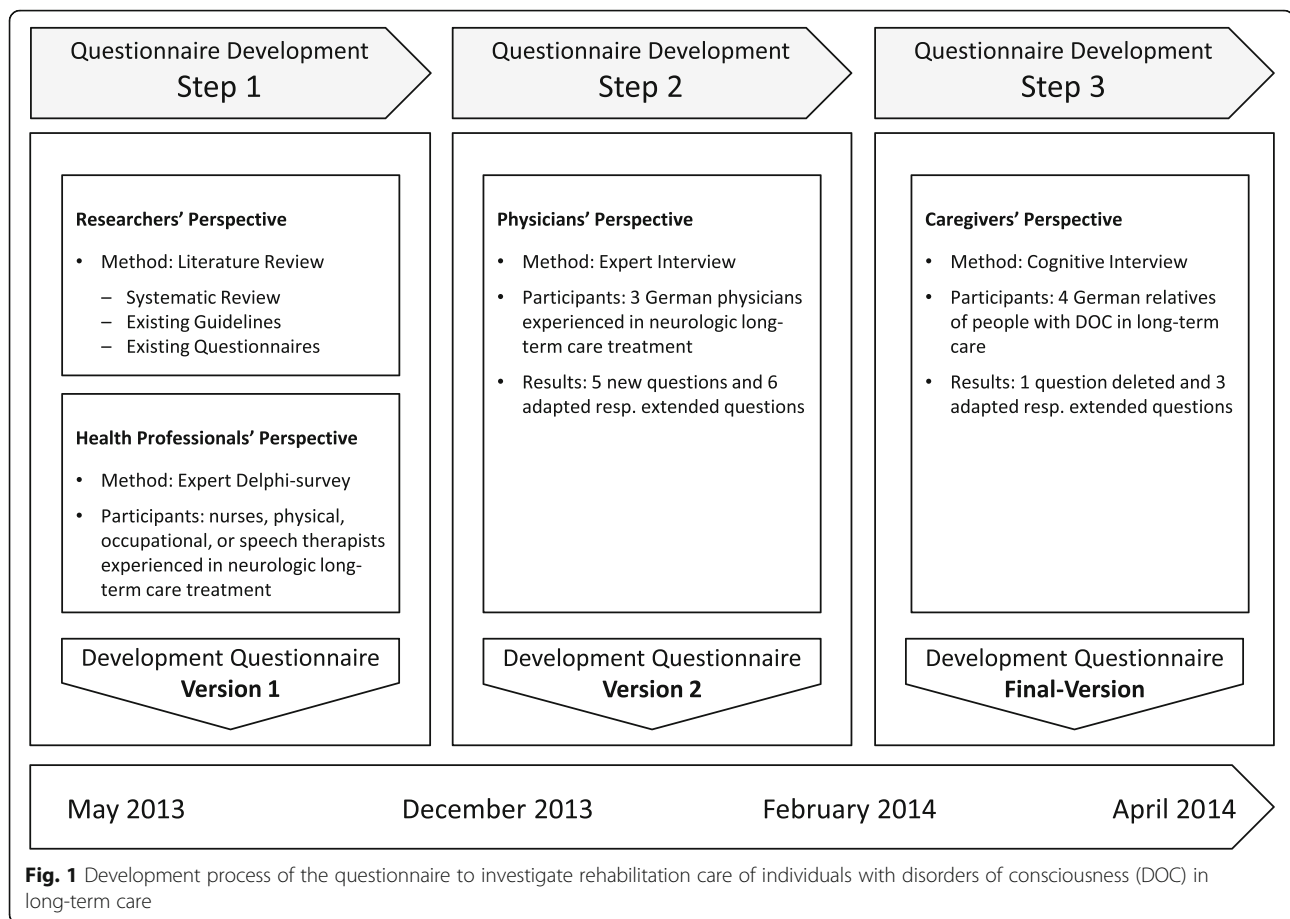 Questionnaire Development
Step 1
Questionnaire Development
Step 2
Questionnaire Development
Step 3
Researchers’ Perspective
• Method: Literature Review
– Systematic Review
– Existing Guidelines
– Existing Questionnaires
Health Professionals’ Perspective
• Method: Expert Delphi-survey
• Participants: nurses, physical,
occupational, or speech therapists
experienced in neurologic long-
term care treatment
Development Questionnaire
Version 1
Physicians’ Perspective
• Method: Expert Interview
• Participants: 3 German physicians
experienced in neurologic long-
term care treatment
• Results: 5 new questions and 6
adapted resp. extended questions
Development Questionnaire
Version 2
Caregivers’ Perspective
• Method: Cognitive Interview
• Participants: 4 German relatives
of people with DOC in long-term
care
• Results: 1 question deleted and 3
adapted resp. extended questions
Development Questionnaire
Final-Version
May 2013
December 2013
February 2014
April 2014
Fig. 1 Development process of the questionnaire to investigate rehabilitation care of individuals with disorders of consciousness (DOC) in
long-term care